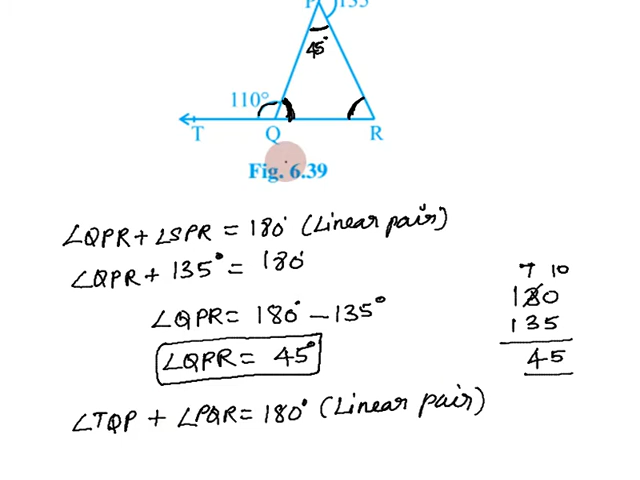 P 135
45°
110°
T Q R
Fig. 6.39
∠QPR + ∠SPR = 180° (Linear pair)
∠QPR + 135° = 180°
∠QPR = 180° - 135°
∠QPR = 45°
7 10
180
135
45
∠TQP + ∠PQR = 180° (Linear pair)